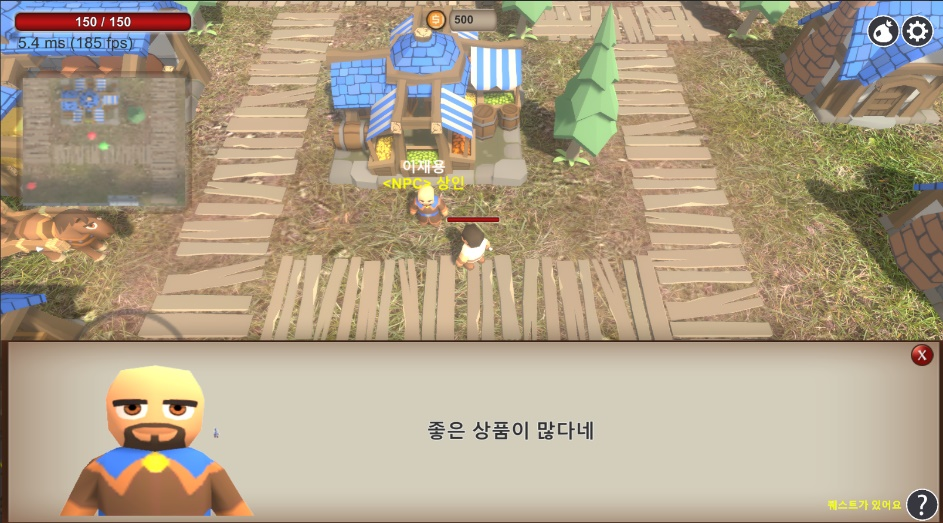 150 / 150
500
5.4 ms (185 fps)
이재용
<NPC> 상인
X
좋은 상품이 많다네
퀘스트가 있어요
?